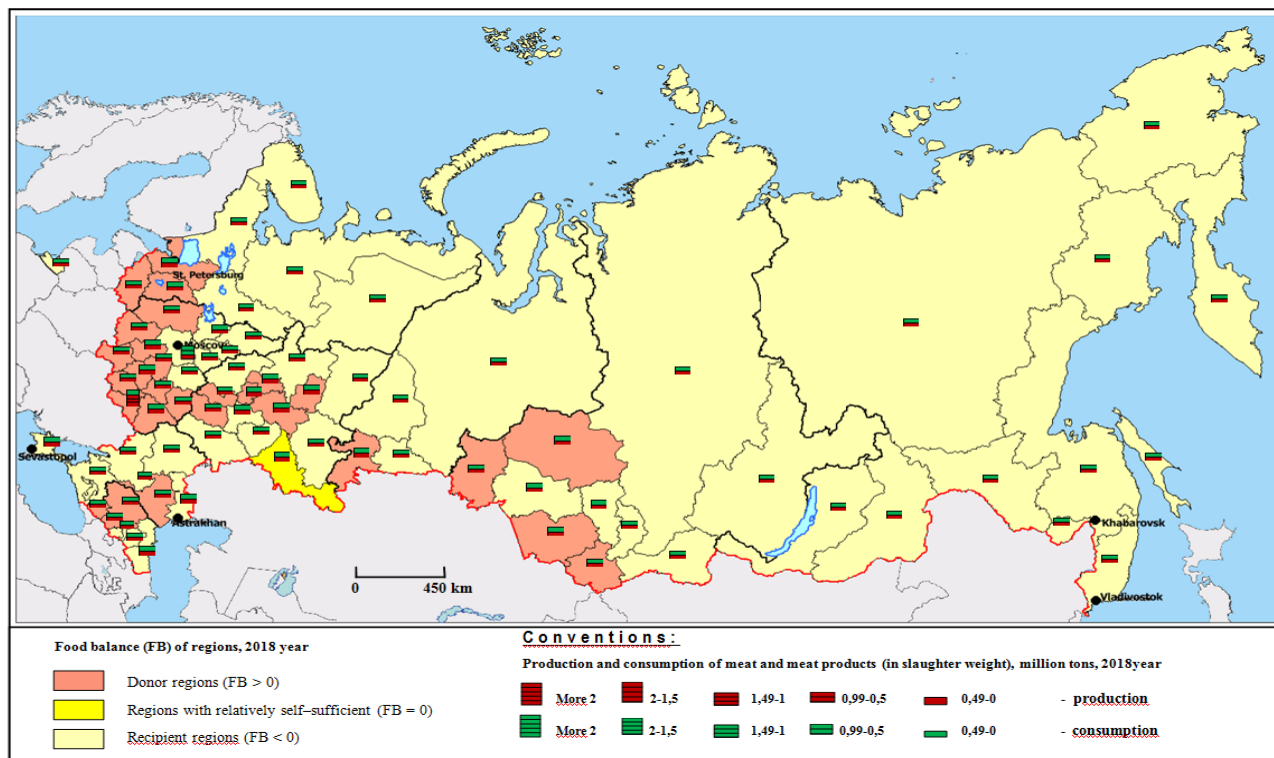 St. Petersburg
Moscow
Sevastopol
Astrakhan
Khabarovsk
Vladivostok
0 450 km
Conventions:
Food balance (FB) of regions, 2018 year
Donor regions (FB > 0)
Regions with relatively self–sufficient (FB = 0)
Recipient regions (FB < 0)
Production and consumption of meat and meat products (in slaughter weight), million tons, 2018year
More 2 2-1,5 1,49-1 0,99-0,5 0,49-0 - production
More 2 2-1,5 1,49-1 0,99-0,5 0,49-0 - consumption